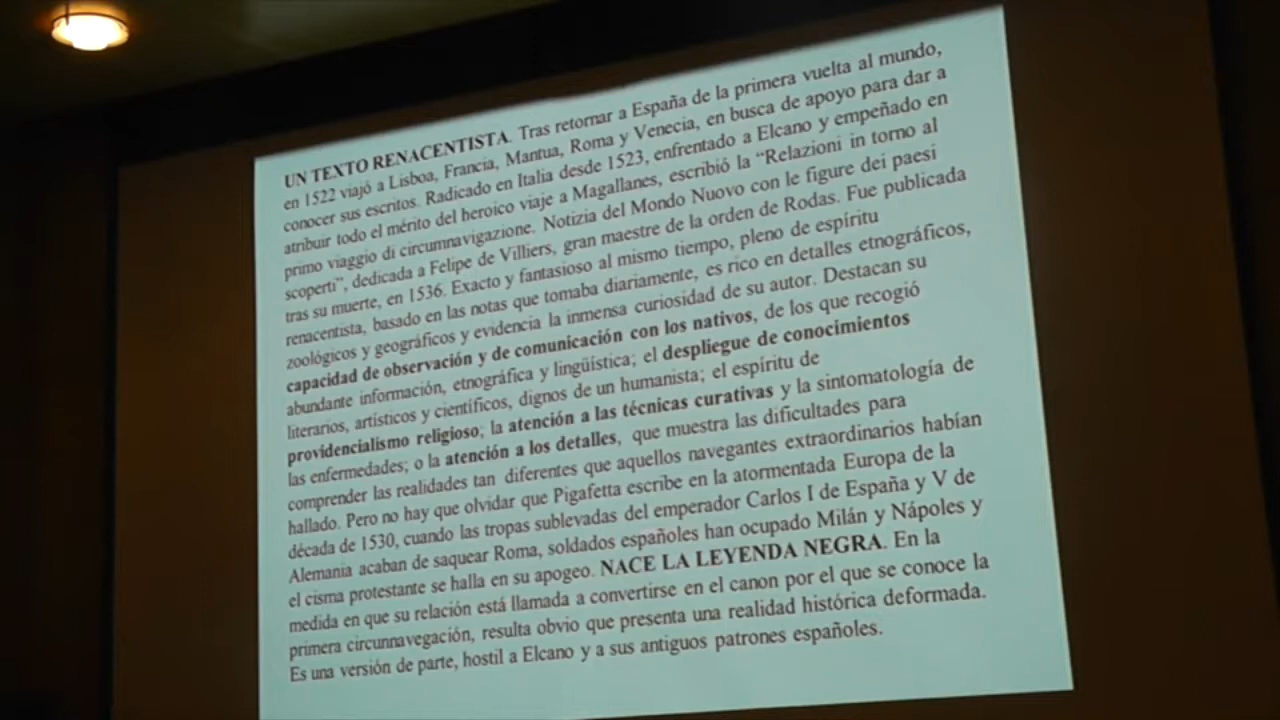 UN TEXTO RENACENTISTA. Tras retornar a España de la primera vuelta al mundo,
en 1522 viajó a Lisboa, Francia, Mantua, Roma y Venecia, en busca de apoyo para dar a
conocer sus escritos. Radicado en Italia desde 1523, enfrentado a Elcano y empeñado en
atribuir todo el mérito del heroico viaje a Magallanes, escribió la “Relazioni in torno al
primo viaggio di circumnavigazione. Notizia del Mondo Nuovo con le figure dei paesi
scoperti”, dedicada a Felipe de Villiers, gran maestre de la orden de Rodas. Fue publicada
tras su muerte, en 1536. Exacto y fantasioso al mismo tiempo, pleno de espíritu
renacentista, basado en las notas que tomaba diariamente, es rico en detalles etnográficos,
zoológicos y geográficos y evidencia la inmensa curiosidad de su autor. Destacan su
capacidad de observación y de comunicación con los nativos, de los que recogió
abundante información, etnográfica y lingüística; el despliegue de conocimientos
literarios, artísticos y científicos, dignos de un humanista; el espíritu de
providencialismo religioso; la atención a las técnicas curativas y la sintomatología de
las enfermedades; o la atención a los detalles, que muestra las dificultades para
comprender las realidades tan diferentes que aquellos navegantes extraordinarios habían
hallado. Pero no hay que olvidar que Pigafetta escribe en la atormentada Europa de la
década de 1530, cuando las tropas sublevadas del emperador Carlos I de España y V de
Alemania acaban de saquear Roma, soldados españoles han ocupado Milán y Nápoles y
el cisma protestante se halla en su apogeo. NACE LA LEYENDA NEGRA. En la
medida en que su relación está llamada a convertirse en el canon por el que se conoce la
primera circunnavegación, resulta obvio que presenta una realidad histórica deformada.
Es una versión de parte, hostil a Elcano y a sus antiguos patrones españoles.